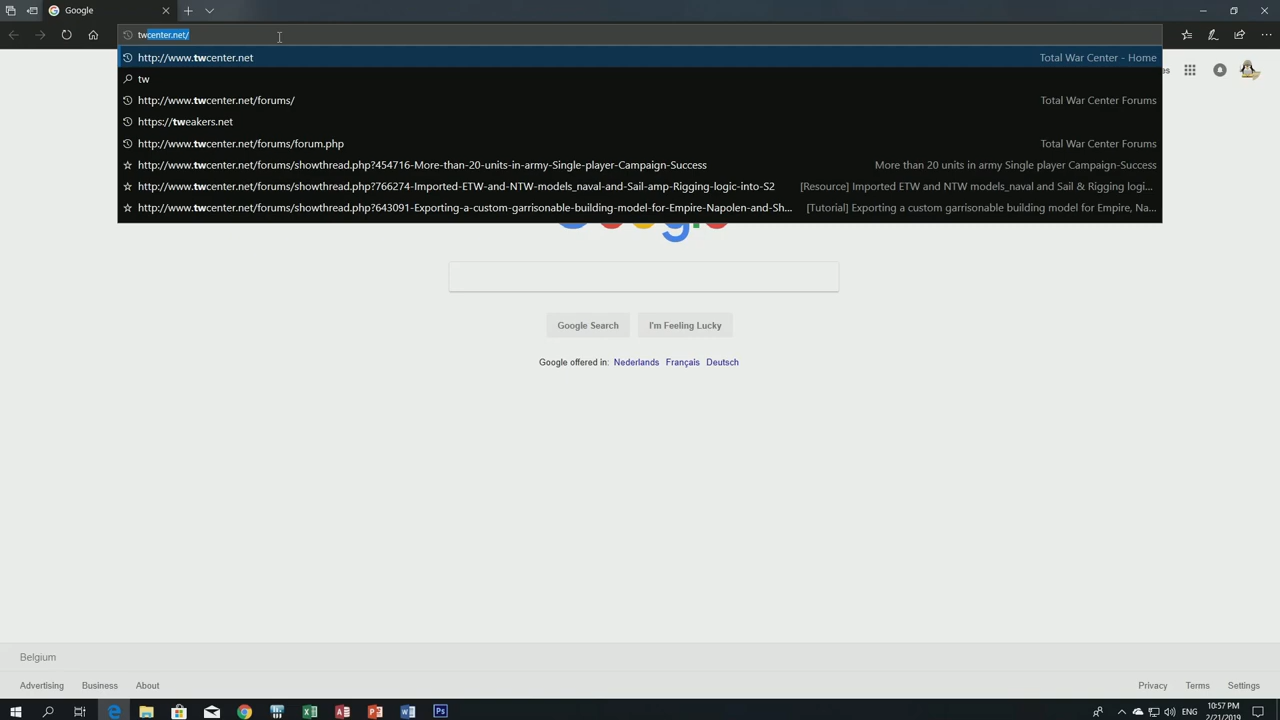 Google
twcenter.net/
http://www.twcenter.net Total War Center - Home
tw
http://www.twcenter.net/forums/ Total War Center Forums
https://tweakers.net
http://www.twcenter.net/forums/forum.php Total War Center Forums
http://www.twcenter.net/forums/showthread.php?454716-More-than-20-units-in-army-Single-player-Campaign-Success More than 20 units in army Single player Campaign-Success
http://www.twcenter.net/forums/showthread.php?766274-Imported-ETW-and-NTW-models_naval-and-Sail-amp-Rigging-logic-into-S2 [Resource] Imported ETW and NTW models_naval and Sail & Rigging logi...
http://www.twcenter.net/forums/showthread.php?643091-Exporting-a-custom-garrisonable-building-model-for-Empire-Napolen-and-Sh... [Tutorial] Exporting a custom garrisonable building model for Empire, Na...
Google
Google Search I'm Feeling Lucky
Google offered in: Nederlands Français Deutsch
Belgium
Advertising Business About Privacy Terms Settings
ENG
10:57 PM
2/21/2019